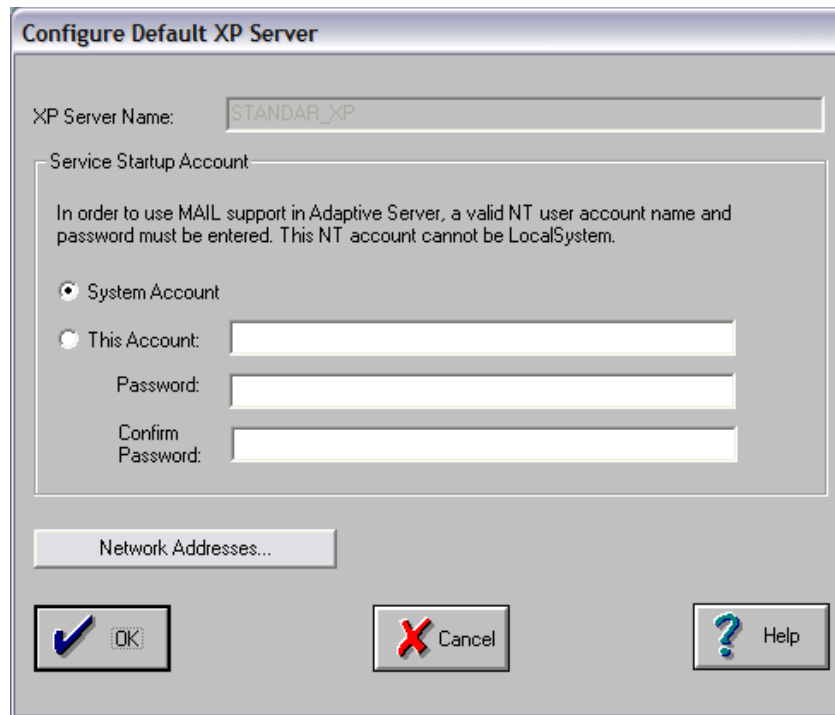 Configure Default XP Server
XP Server Name:
STANDAR_XP
Service Startup Account
In order to use MAIL support in Adaptive Server, a valid NT user account name and
password must be entered. This NT account cannot be LocalSystem.
System Account
This Account:
Password:
Confirm
Password:
Network Addresses...
OK
Cancel
Help